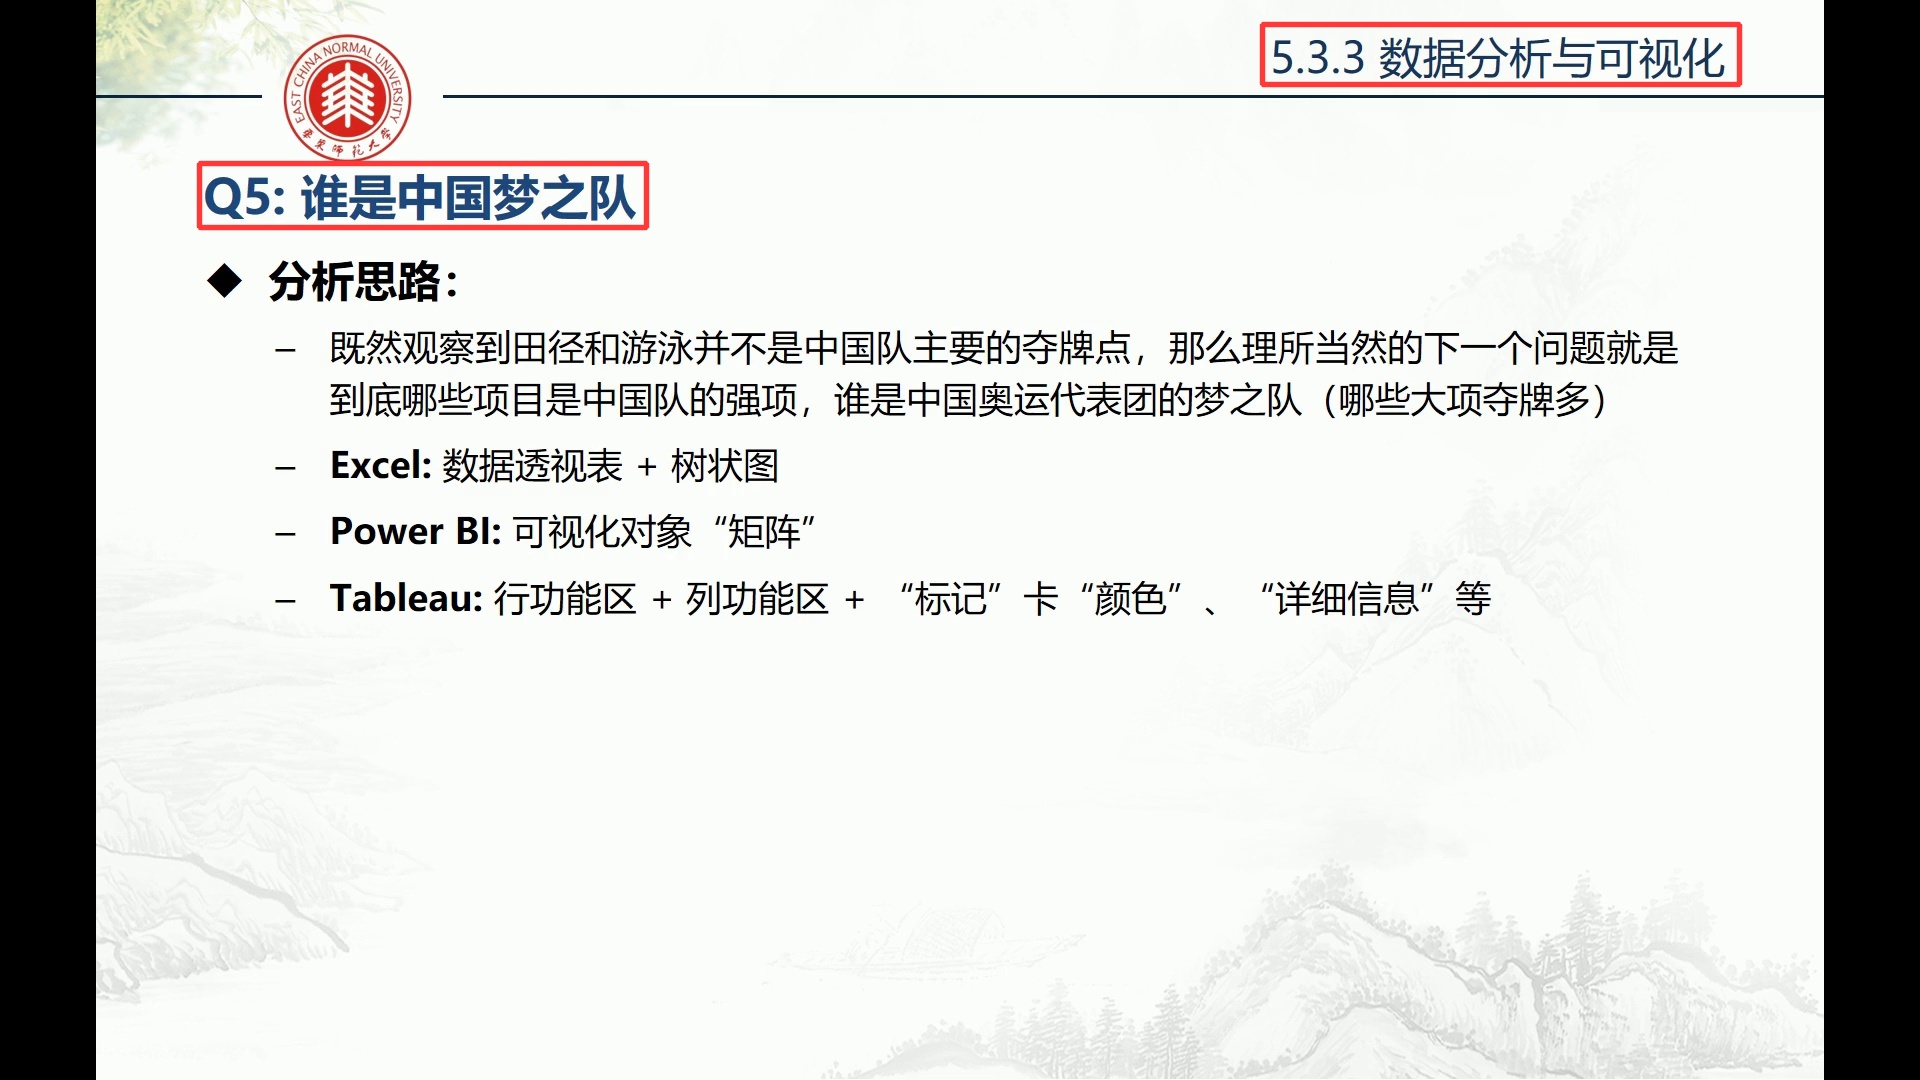 5.3.3 数据分析与可视化
EAST CHINA NORMAL UNIVERSITY
华东师范大学
Q5: 谁是中国梦之队
◆ 分析思路：
– 既然观察到田径和游泳并不是中国队主要的夺牌点，那么理所当然的下一个问题就是
到底哪些项目是中国队的强项，谁是中国奥运代表团的梦之队（哪些大项夺牌多）
– Excel: 数据透视表 + 树状图
– Power BI: 可视化对象“矩阵”
– Tableau: 行功能区 + 列功能区 + “标记”卡“颜色”、“详细信息”等